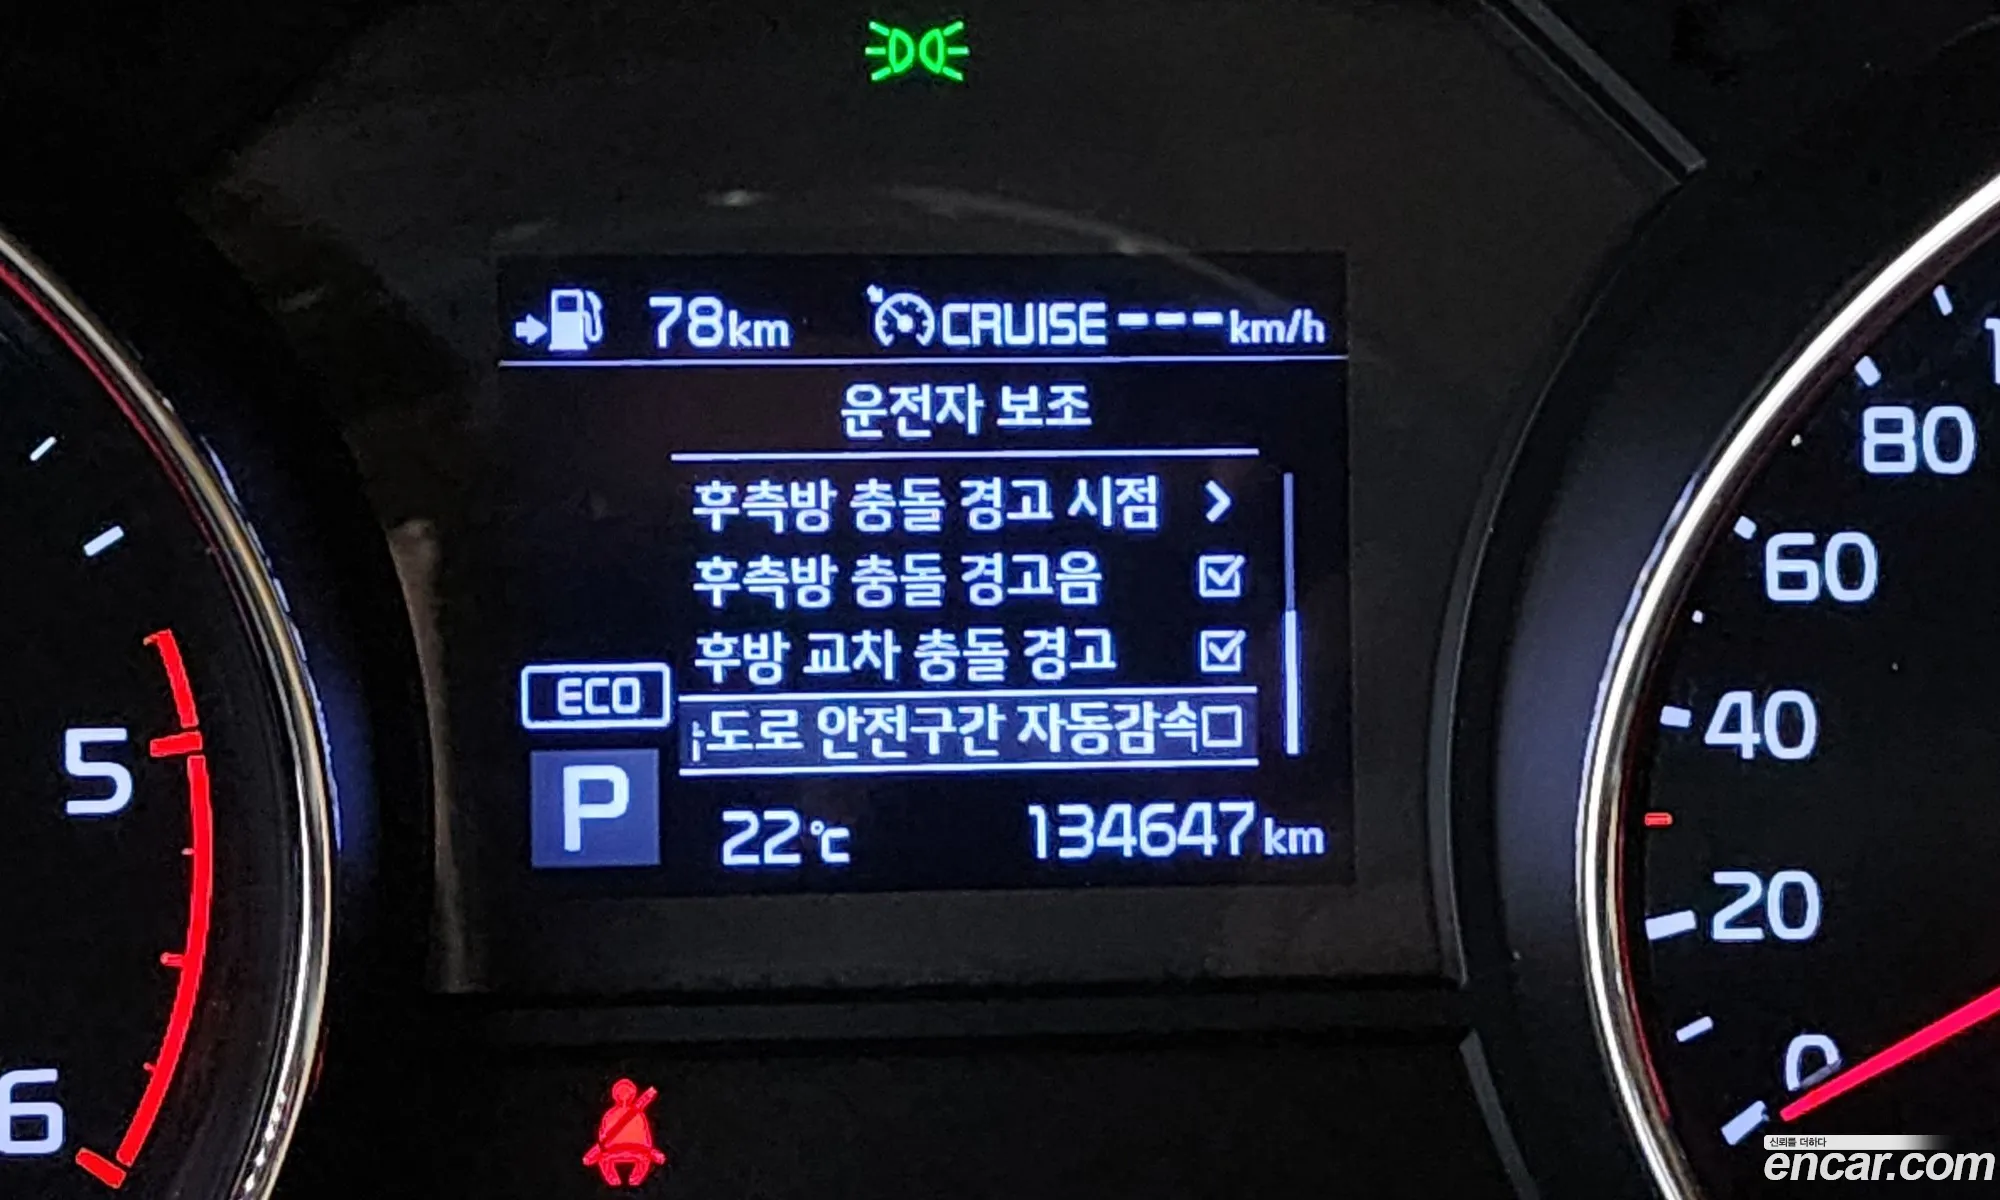 78km CRUISE---km/h
운전자 보조
후측방 충돌 경고 시점 >
후측방 충돌 경고음
후방 교차 충돌 경고
ECO
도로 안전구간 자동감속
P
22℃ 134647km
5
6
80
60
40
20
0
신뢰를 더하다
encar.com